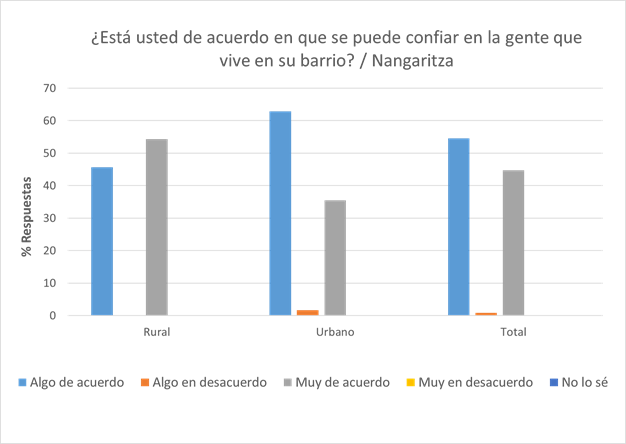 ¿Está usted de acuerdo en que se puede confiar en la gente que
vive en su barrio? / Nangaritza
% Respuestas
70
60
50
40
30
20
10
0
Rural Urbano Total
Algo de acuerdo Algo en desacuerdo Muy de acuerdo Muy en desacuerdo No lo sé